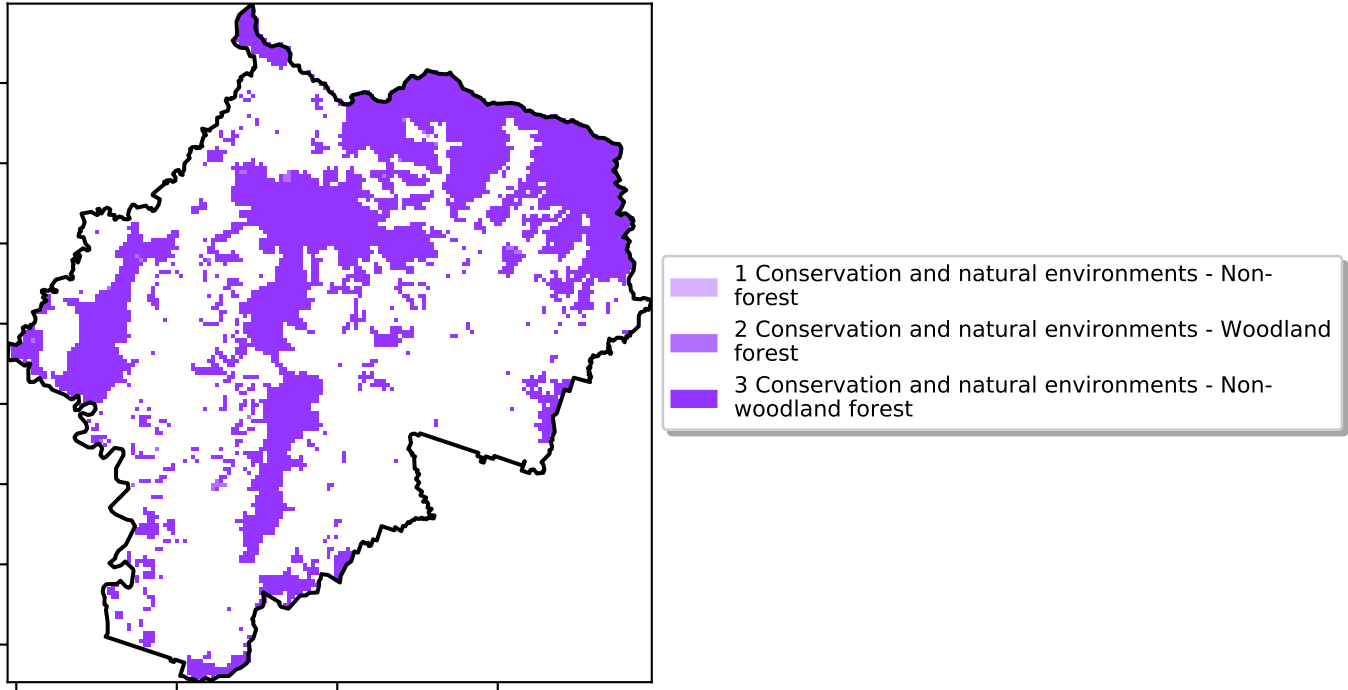 1 Conservation and natural environments - Non-
forest
2 Conservation and natural environments - Woodland
forest
3 Conservation and natural environments - Non-
woodland forest